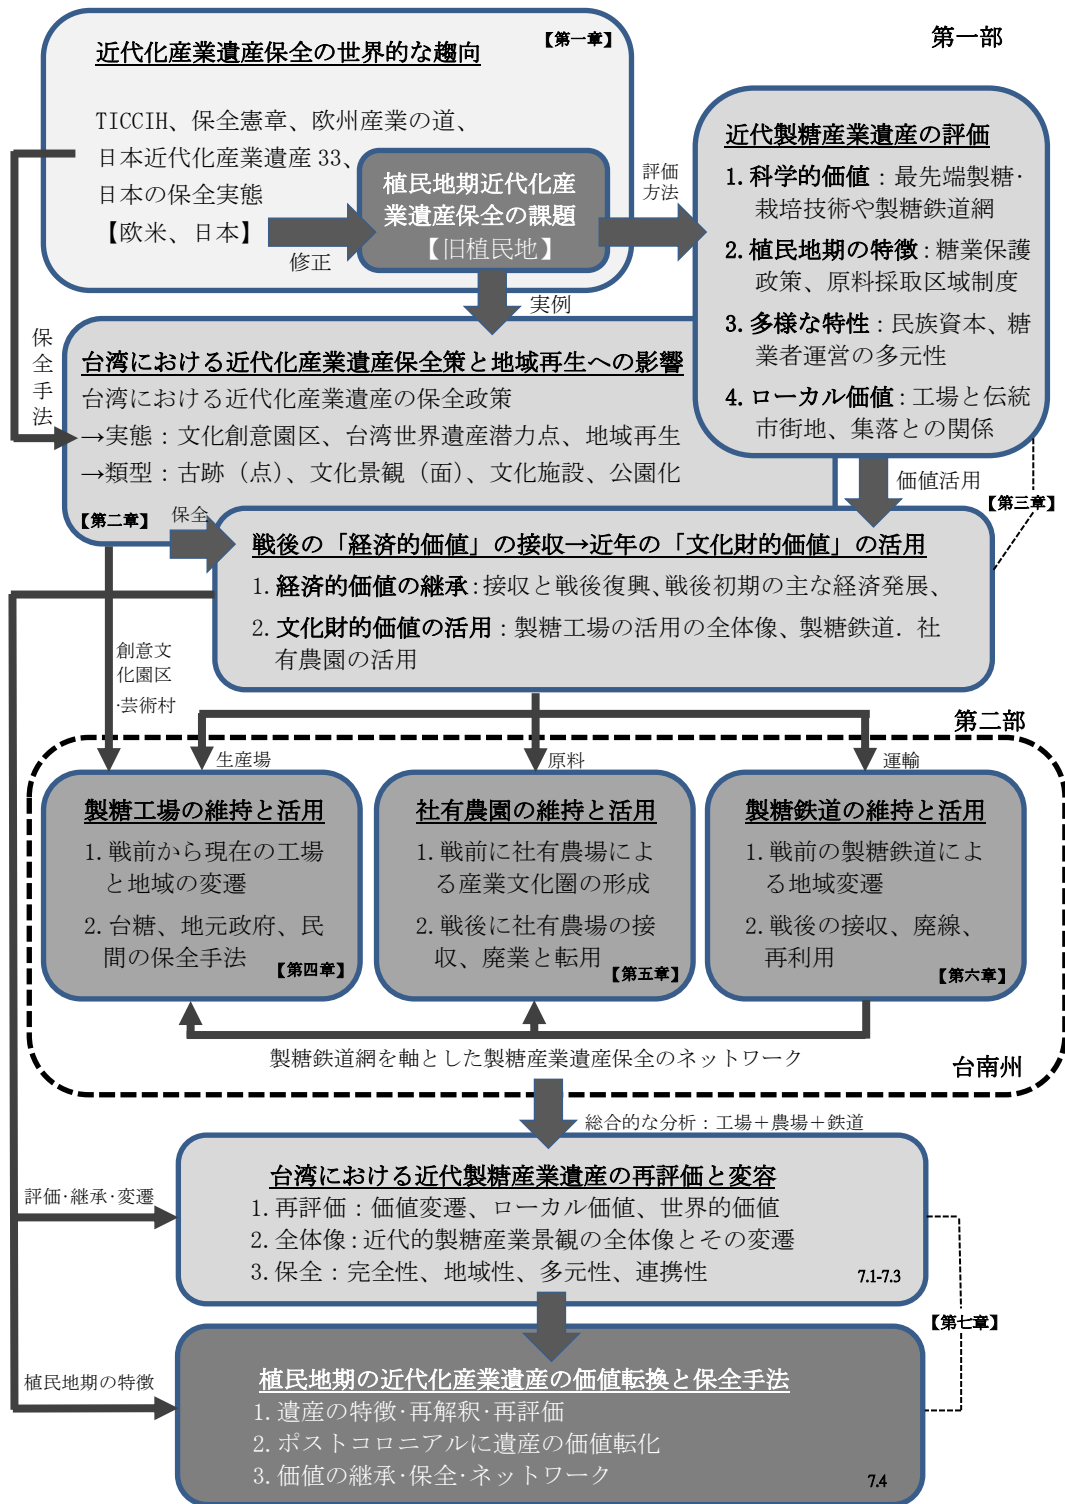 第一部
【第一章】
近代化産業遺産保全の世界的な趨向
TICCIH、保全憲章、欧州産業の道、
日本近代化産業遺産 33、
日本の保全実態
【欧米、日本】
修正
植民地期近代化産
業遺産保全の課題
【旧植民地】
評価
方法
実例
近代製糖産業遺産の評価
1. 科学的価値：最先端製糖・
栽培技術や製糖鉄道網
2. 植民地期の特徴：糖業保護
政策、原料採取区域制度
3. 多様な特性：民族資本、糖
業者運営の多元性
4. ローカル価値：工場と伝統
市街地、集落との関係
保全手法
台湾における近代化産業遺産保全策と地域再生への影響
台湾における近代化産業遺産の保全政策
→実態：文化創意園区、台湾世界遺産潜力点、地域再生
→類型：古跡（点）、文化景観（面）、文化施設、公園化
【第二章】
保全
価値活用
【第三章】
戦後の「経済的価値」の接収→近年の「文化財的価値」の活用
1. 経済的価値の継承：接収と戦後復興、戦後初期の主な経済発展、
2. 文化財的価値の活用：製糖工場の活用の全体像、製糖鉄道．社
有農園の活用
創意文
化園区
・芸術村
第二部
生産場
原料
運輸
製糖工場の維持と活用
1. 戦前から現在の工場
と地域の変遷
2. 台糖、地元政府、民
間の保全手法
【第四章】
社有農園の維持と活用
1. 戦前に社有農場によ
る産業文化圏の形成
2. 戦後に社有農場の接
収、廃業と転用
【第五章】
製糖鉄道の維持と活用
1. 戦前の製糖鉄道によ
る地域変遷
2. 戦後の接収、廃線、
再利用
【第六章】
製糖鉄道網を軸とした製糖産業遺産保全のネットワーク
台南州
総合的な分析：工場＋農場＋鉄道
評価・継承・変遷
台湾における近代製糖産業遺産の再評価と変容
1. 再評価：価値変遷、ローカル価値、世界的価値
2. 全体像：近代的製糖産業景観の全体像とその変遷
3. 保全：完全性、地域性、多元性、連携性
7.1-7.3
【第七章】
植民地期の特徴
植民地期の近代化産業遺産の価値転換と保全手法
1. 遺産の特徴・再解釈・再評価
2. ポストコロニアルに遺産の価値転化
3. 価値の継承・保全・ネットワーク
7.4